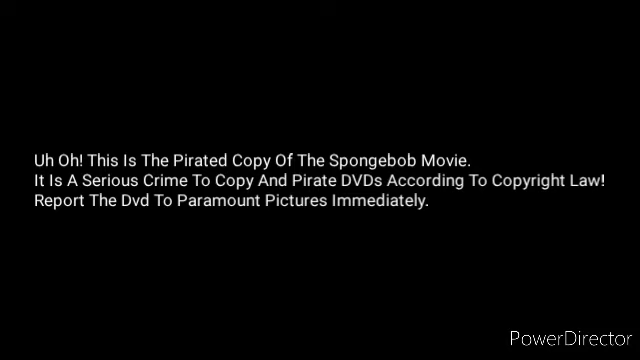 Uh Oh! This Is The Pirated Copy Of The Spongebob Movie.
It Is A Serious Crime To Copy And Pirate DVDs According To Copyright Law!
Report The Dvd To Paramount Pictures Immediately.
PowerDirector